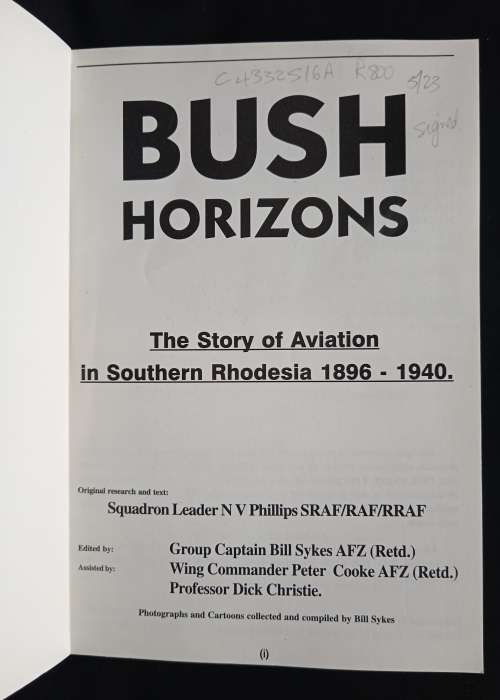 C4332516A R800 5/23
signed
BUSH
HORIZONS
The Story of Aviation
in Southern Rhodesia 1896 - 1940.
Original research and text:
Squadron Leader N V Phillips SRAF/RAF/RRAF
Edited by: Group Captain Bill Sykes AFZ (Retd.)
Assisted by: Wing Commander Peter Cooke AFZ (Retd.)
Professor Dick Christie.
Photographs and Cartoons collected and compiled by Bill Sykes
(i)